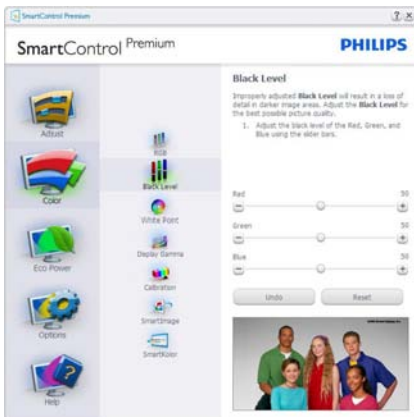 SmartControl Premium
SmartControl Premium
PHILIPS
Adjust
Color
Eco Power
Options
Help
RGB
Black Level
White Point
Display Gamma
Calibration
SmartImage
SmartKolor
Black Level
Improperly adjusted Black Level will result in a loss of
detail in darker image areas. Adjust the Black Level for
the best possible picture quality.
1. Adjust the black level of the Red, Green, and
Blue using the slider bars.
Red 50
Green 50
Blue 50
Undo Reset